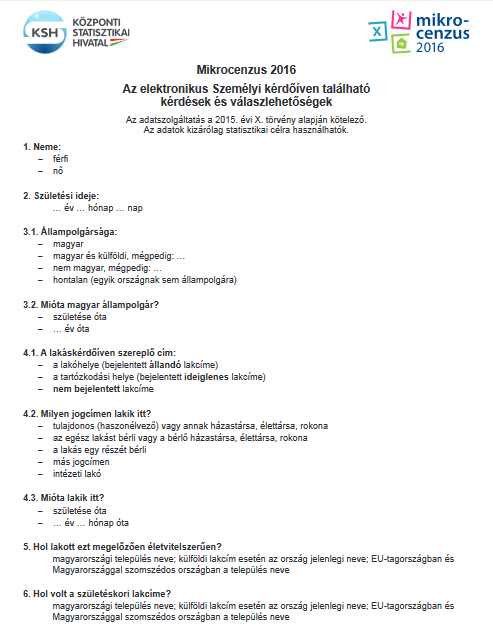 KSH
KÖZPONTI
STATISZTIKAI
HIVATAL
mikro-
cenzus
2016
Mikrocenzus 2016
Az elektronikus Személyi kérdőíven található
kérdések és válaszlehetőségek
Az adatszolgáltatás a 2015. évi X. törvény alapján kötelező.
Az adatok kizárólag statisztikai célra használhatók.
1. Neme:
– férfi
– nő
2. Születési ideje:
... év ... hónap ... nap
3.1. Állampolgársága:
– magyar
– magyar és külföldi, mégpedig: ...
– nem magyar, mégpedig: ...
– hontalan (egyik országnak sem állampolgára)
3.2. Mióta magyar állampolgár?
– születése óta
– ... év óta
4.1. A lakáskérdőíven szereplő cím:
– a lakóhelye (bejelentett állandó lakcíme)
– a tartózkodási helye (bejelentett ideiglenes lakcíme)
– nem bejelentett lakcíme
4.2. Milyen jogcímen lakik itt?
– tulajdonos (haszonélvező) vagy annak házastársa, élettársa, rokona
– az egész lakást bérli vagy a bérlő házastársa, élettársa, rokona
– a lakás egy részét bérli
– más jogcímen
– intézeti lakó
4.3. Mióta lakik itt?
– születése óta
– ... év ... hónap óta
5. Hol lakott ezt megelőzően életvitelszerűen?
magyarországi település neve; külföldi lakcím esetén az ország jelenlegi neve; EU-tagországban és
Magyarországgal szomszédos országban a település neve
6. Hol volt a születéskori lakcíme?
magyarországi település neve; külföldi lakcím esetén az ország jelenlegi neve; EU-tagországban és
Magyarországgal szomszédos országban a település neve